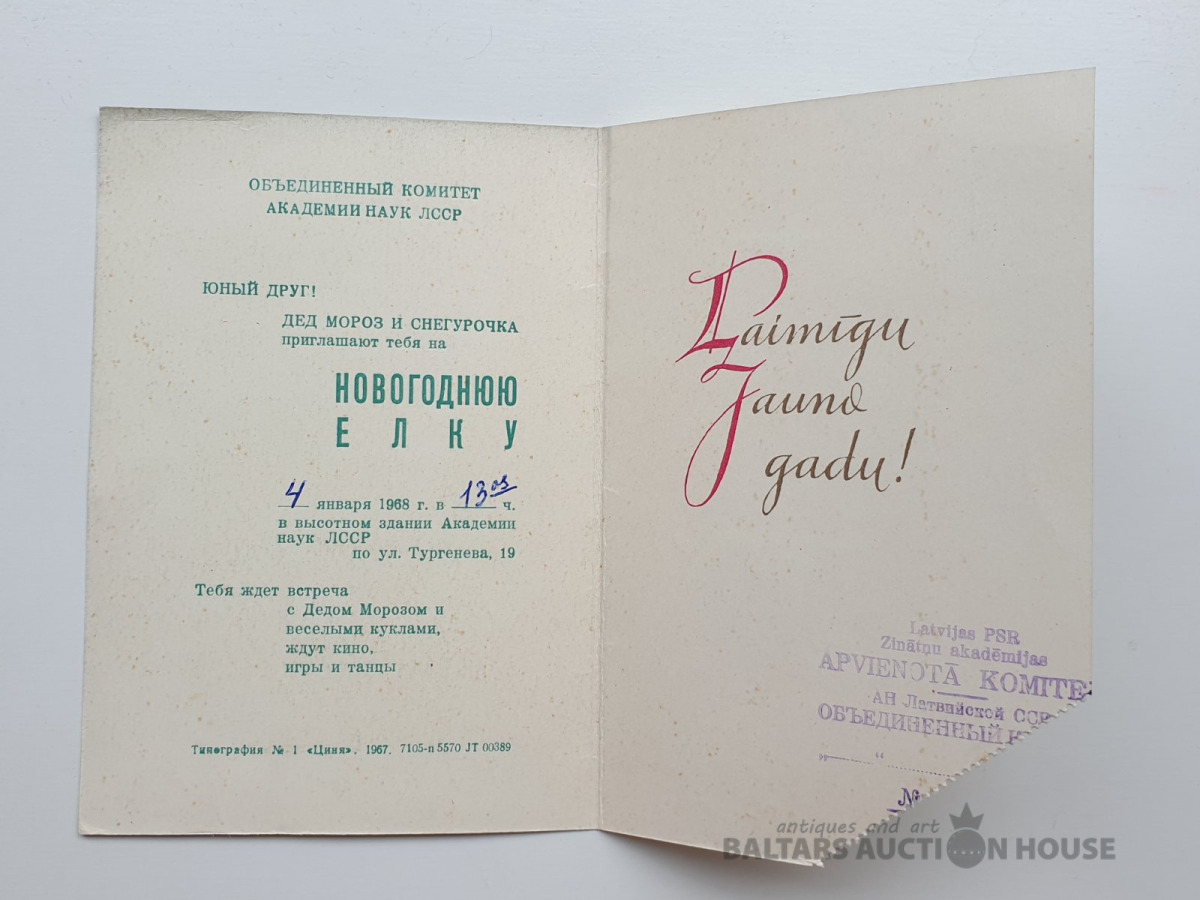 ОБЪЕДИНЕННЫЙ КОМИТЕТ
АКАДЕМИИ НАУК ЛССР
ЮНЫЙ ДРУГ!
ДЕД МОРОЗ И СНЕГУРОЧКА
приглашают тебя на
НОВОГОДНЮЮ
ЕЛКУ
4 января 1968 г. в 13 ч.
в высотном здании Академии
наук ЛССР
по ул. Тургенева, 19
Тебя ждет встреча
с Дедом Морозом и
веселыми куклами,
ждут кино,
игры и танцы
Типография № 1 «Циня». 1967. 7105-п 5570 JT 00389
Laimīgu
Jauno
gadu!
Latvijas PSR
Zinātņu akadēmijas
APVIENOTĀ KOMITE
АН Латвийской ССР
ОБЪЕДИНЕННЫЙ К
„ “
№
antiques and art
BALTARS AUCTION HOUSE